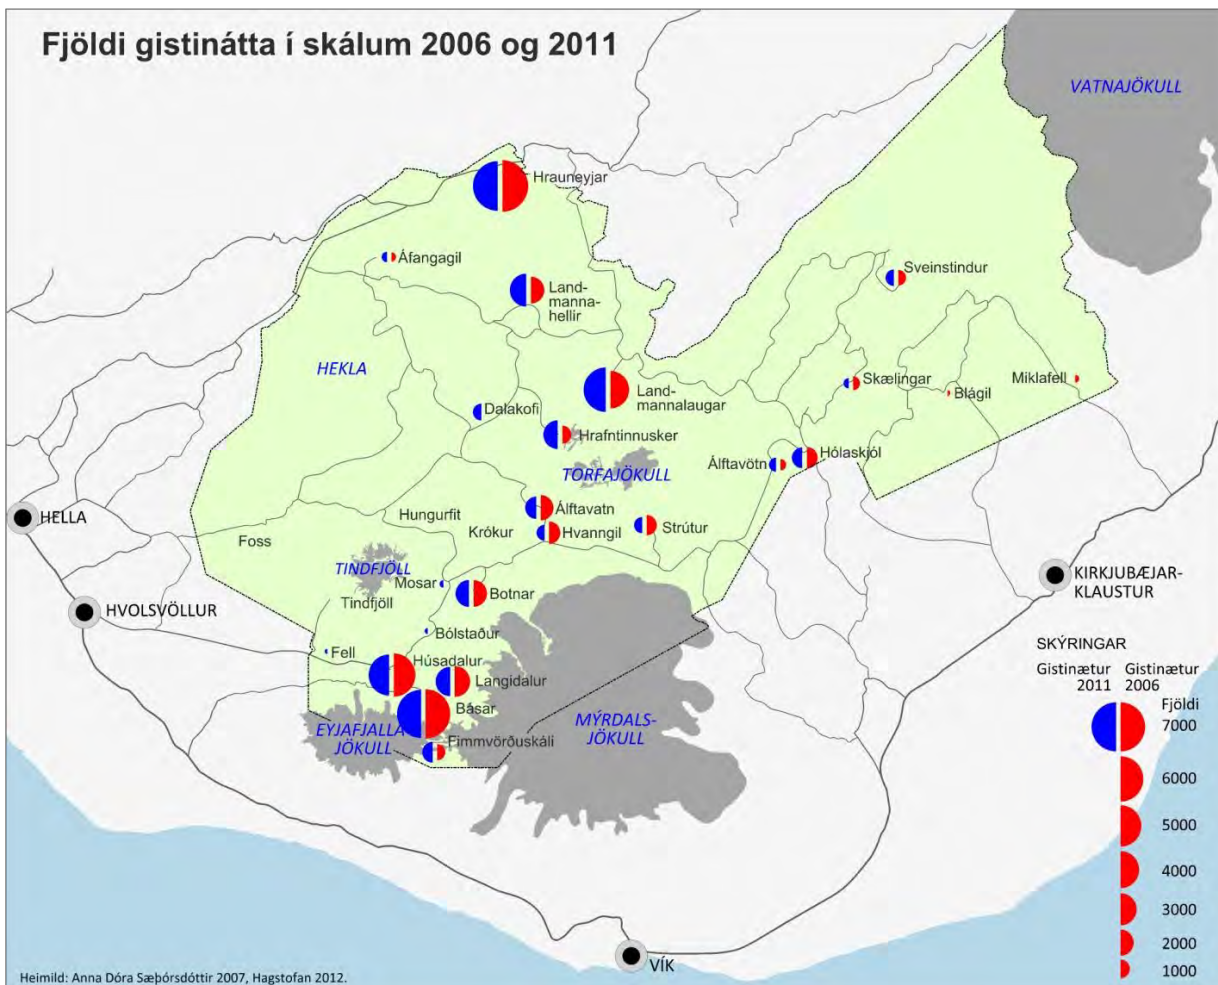 Fjöldi gistinátta í skálum 2006 og 2011
VATNAJÖKULL
Hrauneyjar
Áfangagil
Land-
manna-
hellir
Sveinstindur
HEKLA
Land-
mannalaugar
Skælingar
Blágil
Miklafell
Dalakofi
Hrafntinnusker
TORFAJÖKULL
Álftavötn
Hólaskjól
HELLA
Hungurfit
Álftavatn
Foss
Krókur
Hvanngil
Strútur
TINDFJÖLL
Mosar
Botnar
Tindfjöll
HVOLSVÖLLUR
KIRKJUBÆJAR-
KLAUSTUR
Bólstaður
Fell
Húsadalur
Langidalur
Básar
EYJAFJALLA
JÖKULL
MÝRDALS-
JÖKULL
Fimmvörðuskáli
SKÝRINGAR
Gistinætur Gistinætur
2011 2006
Fjöldi
7000
6000
5000
4000
3000
2000
1000
VÍK
Heimild: Anna Dóra Sæþórsdóttir 2007, Hagstofan 2012.